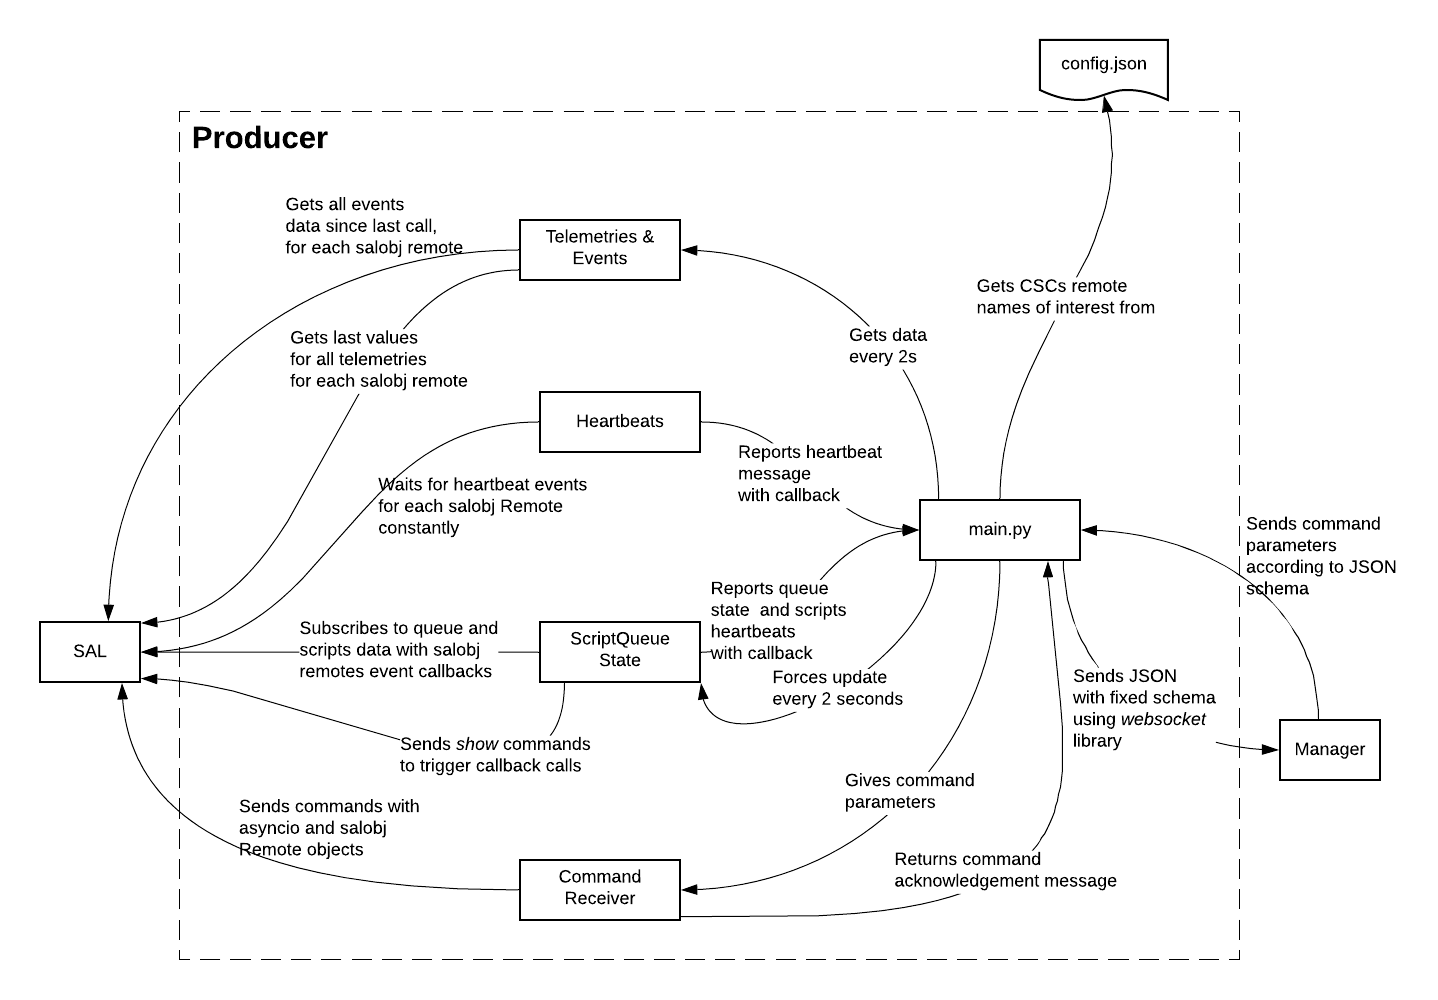 config.json
Producer
Gets all events
data since last call,
for each salobj remote
Telemetries &
Events
Gets CSCs remote
names of interest from
Gets last values
for all telemetries
for each salobj remote
Gets data
every 2s
Heartbeats
Reports heartbeat
message
with callback
Waits for heartbeat events
for each salobj Remote
constantly
main.py
Sends command
parameters
according to JSON
schema
Reports queue
state  and scripts
heartbeats
with callback
SAL
Subscribes to queue and
scripts data with salobj
remotes event callbacks
ScriptQueue
State
Forces update
every 2 seconds
Sends JSON
with fixed schema
using websocket
library
Manager
Sends show commands
to trigger callback calls
Gives command
parameters
Sends commands with
asyncio and salobj
Remote objects
Command
Receiver
Returns command
acknowledgement message